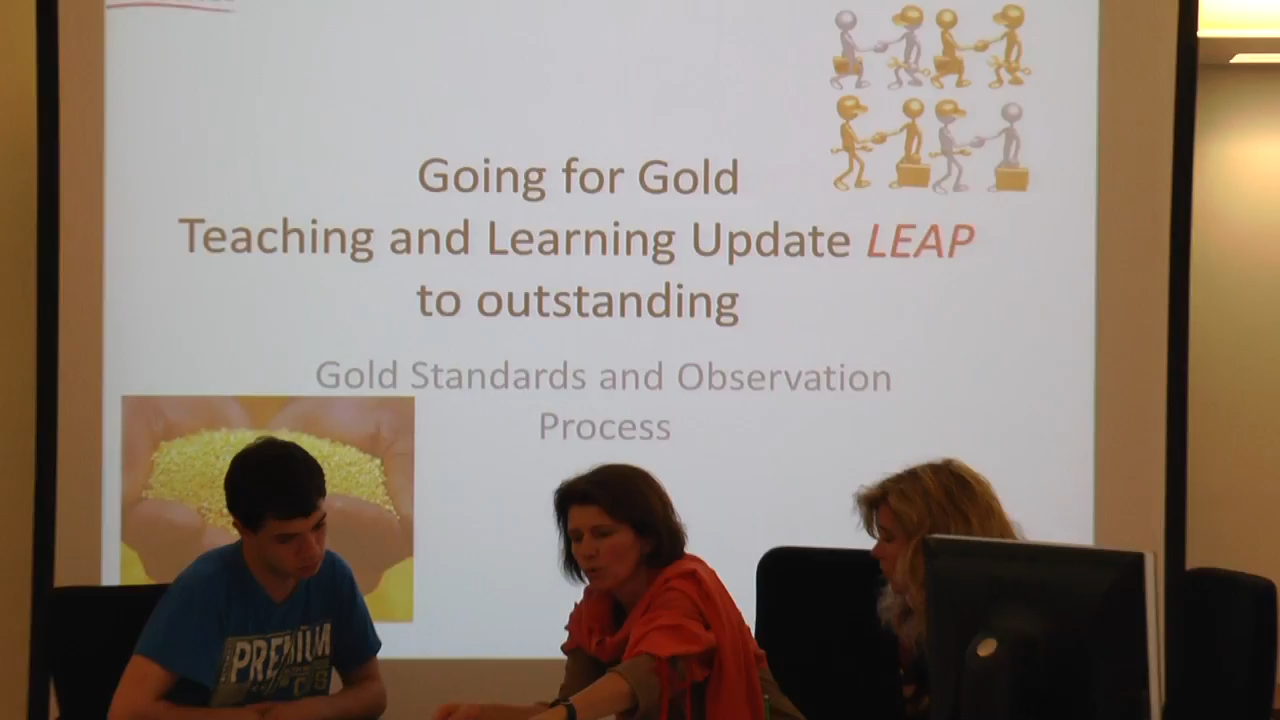 Going for Gold
Teaching and Learning Update LEAP
to outstanding
Gold Standards and Observation
Process
PREMIUM